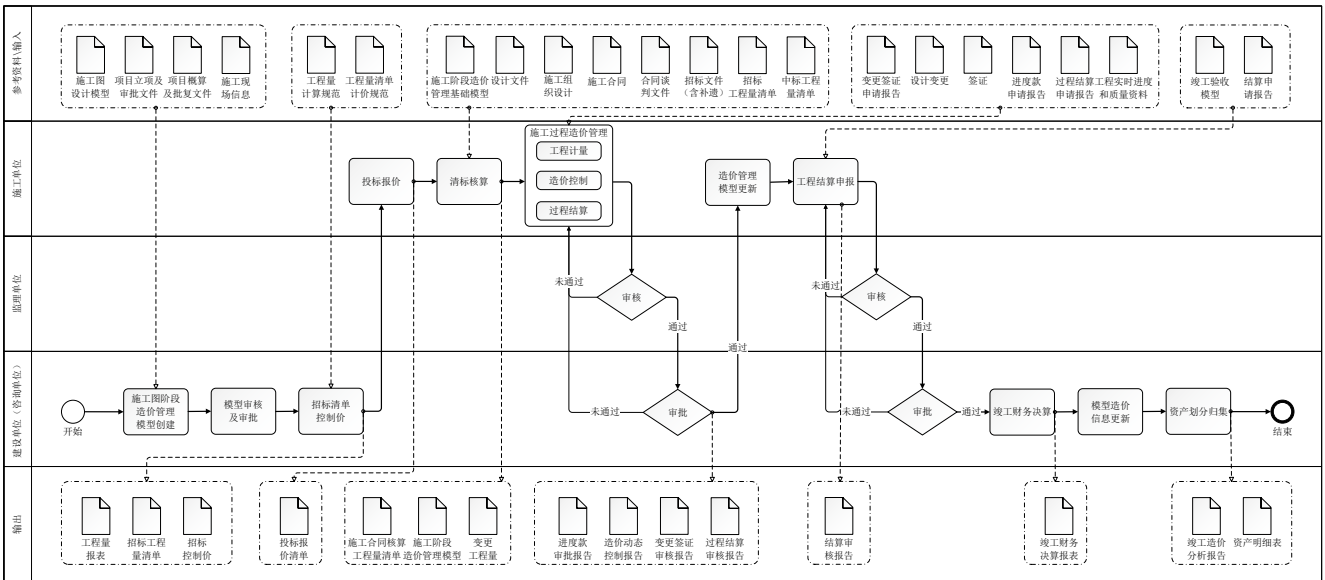 参考资料\输入
施工图
设计模型
项目立项及
审批文件
项目概算
及批复文件
施工现
场信息
工程量
计算规范
工程量清单
计价规范
施工阶段造价
管理基础模型
设计文件
施工组
织设计
施工合同
合同谈
判文件
招标文件
（含补遗）
招标
工程量清单
中标工程
量清单
变更签证
申请报告
设计变更
签证
进度款
申请报告
过程结算
申请报告
工程实时进度
和质量资料
竣工验收
模型
结算申
请报告
施工单位
投标报价
清标核算
施工过程造价管理
工程计量
造价控制
过程结算
造价管理
模型更新
工程结算申报
监理单位
未通过
审核
通过
通过
未通过
审核
通过
建设单位（咨询单位）
开始
施工图阶段
造价管理
模型创建
模型审核
及审批
招标清单
控制价
未通过
审批
未通过
审批
通过
竣工财务决算
模型造价
信息更新
资产划分归集
结束
输出
工程量
报表
招标工程
量清单
招标
控制价
投标报
价清单
施工合同核算
工程量清单
施工阶段
造价管理模型
变更
工程量
进度款
审批报告
造价动态
控制报告
变更签证
审核报告
过程结算
审核报告
结算审
核报告
竣工财务
决算报表
竣工造价
分析报告
资产明细表